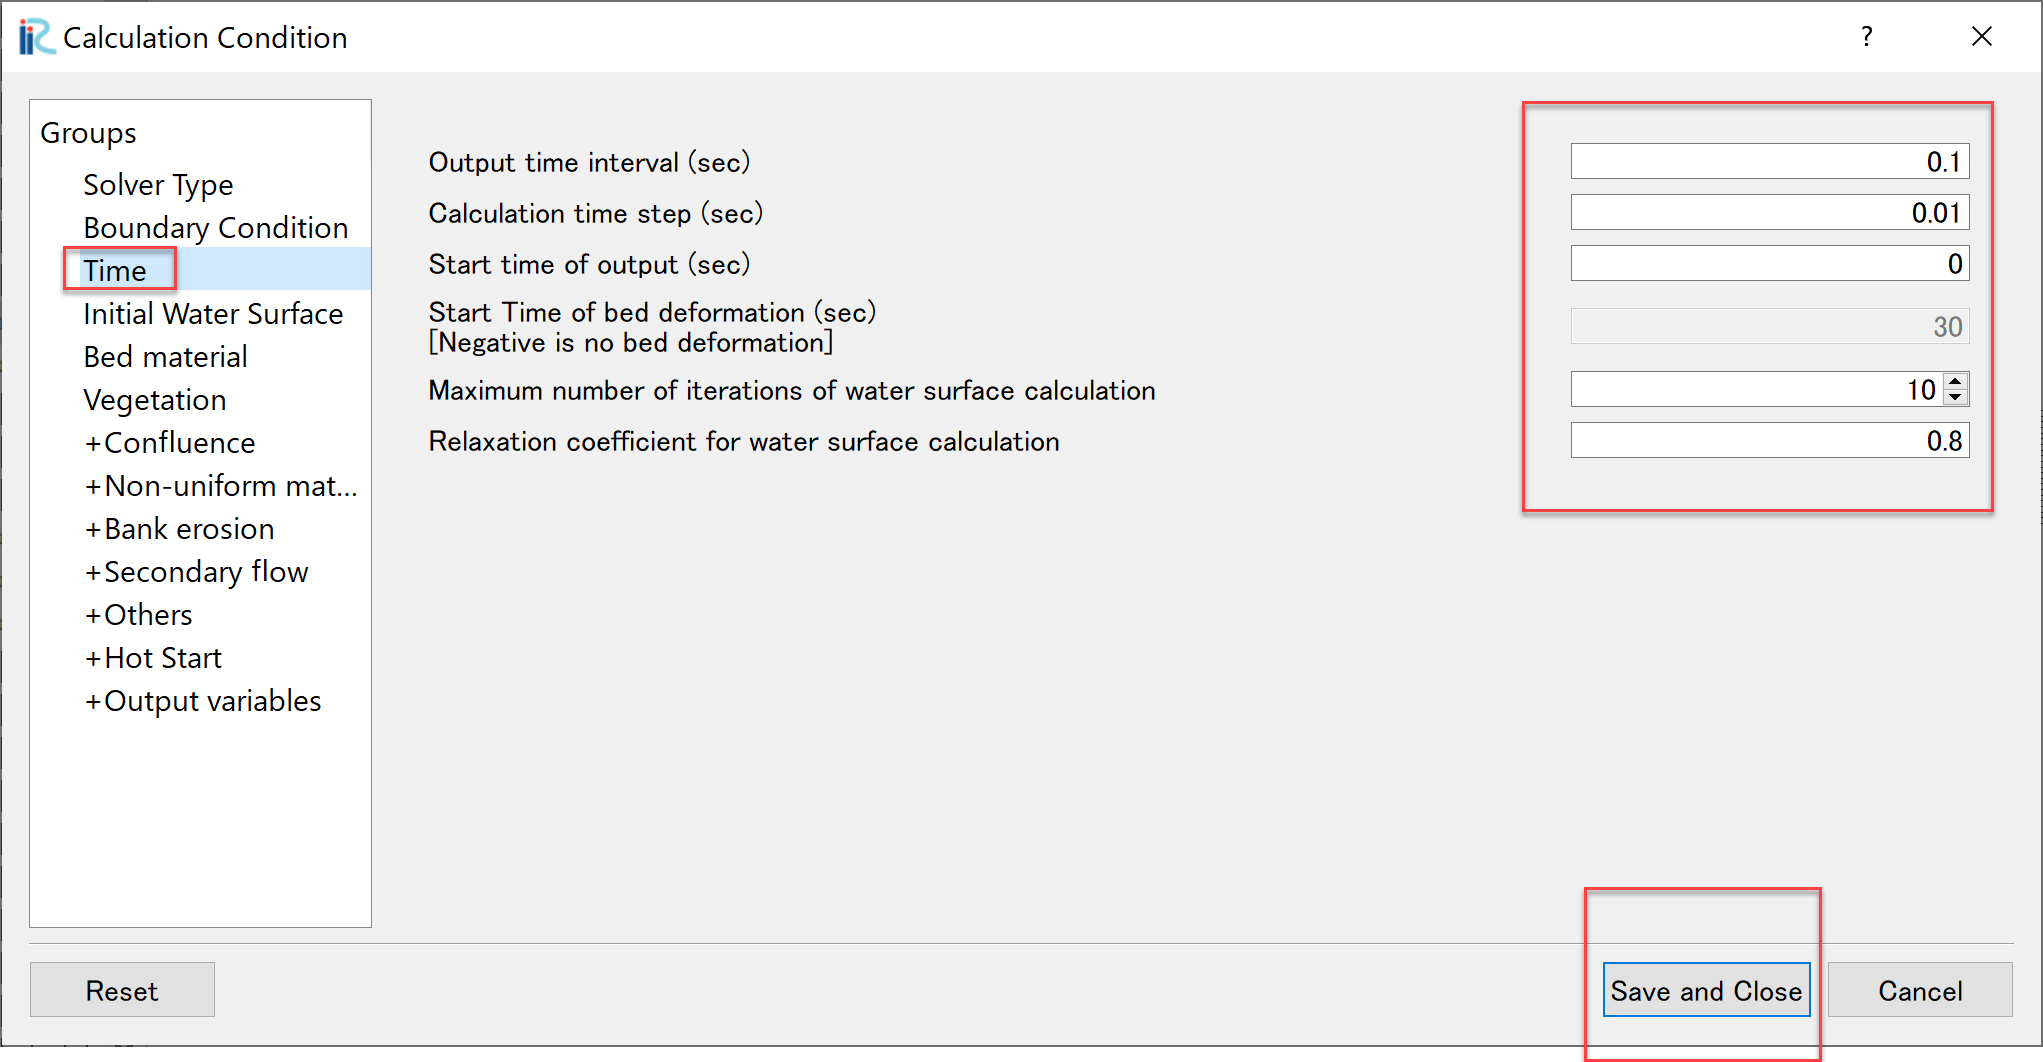 iRIC Calculation Condition
?
Groups
Solver Type
Boundary Condition
Time
Initial Water Surface
Bed material
Vegetation
+Confluence
+Non-uniform mat...
+Bank erosion
+Secondary flow
+Others
+Hot Start
+Output variables
Output time interval (sec) 0.1
Calculation time step (sec) 0.01
Start time of output (sec) 0
Start Time of bed deformation (sec)
[Negative is no bed deformation] 30
Maximum number of iterations of water surface calculation 10
Relaxation coefficient for water surface calculation 0.8
Reset
Save and Close
Cancel